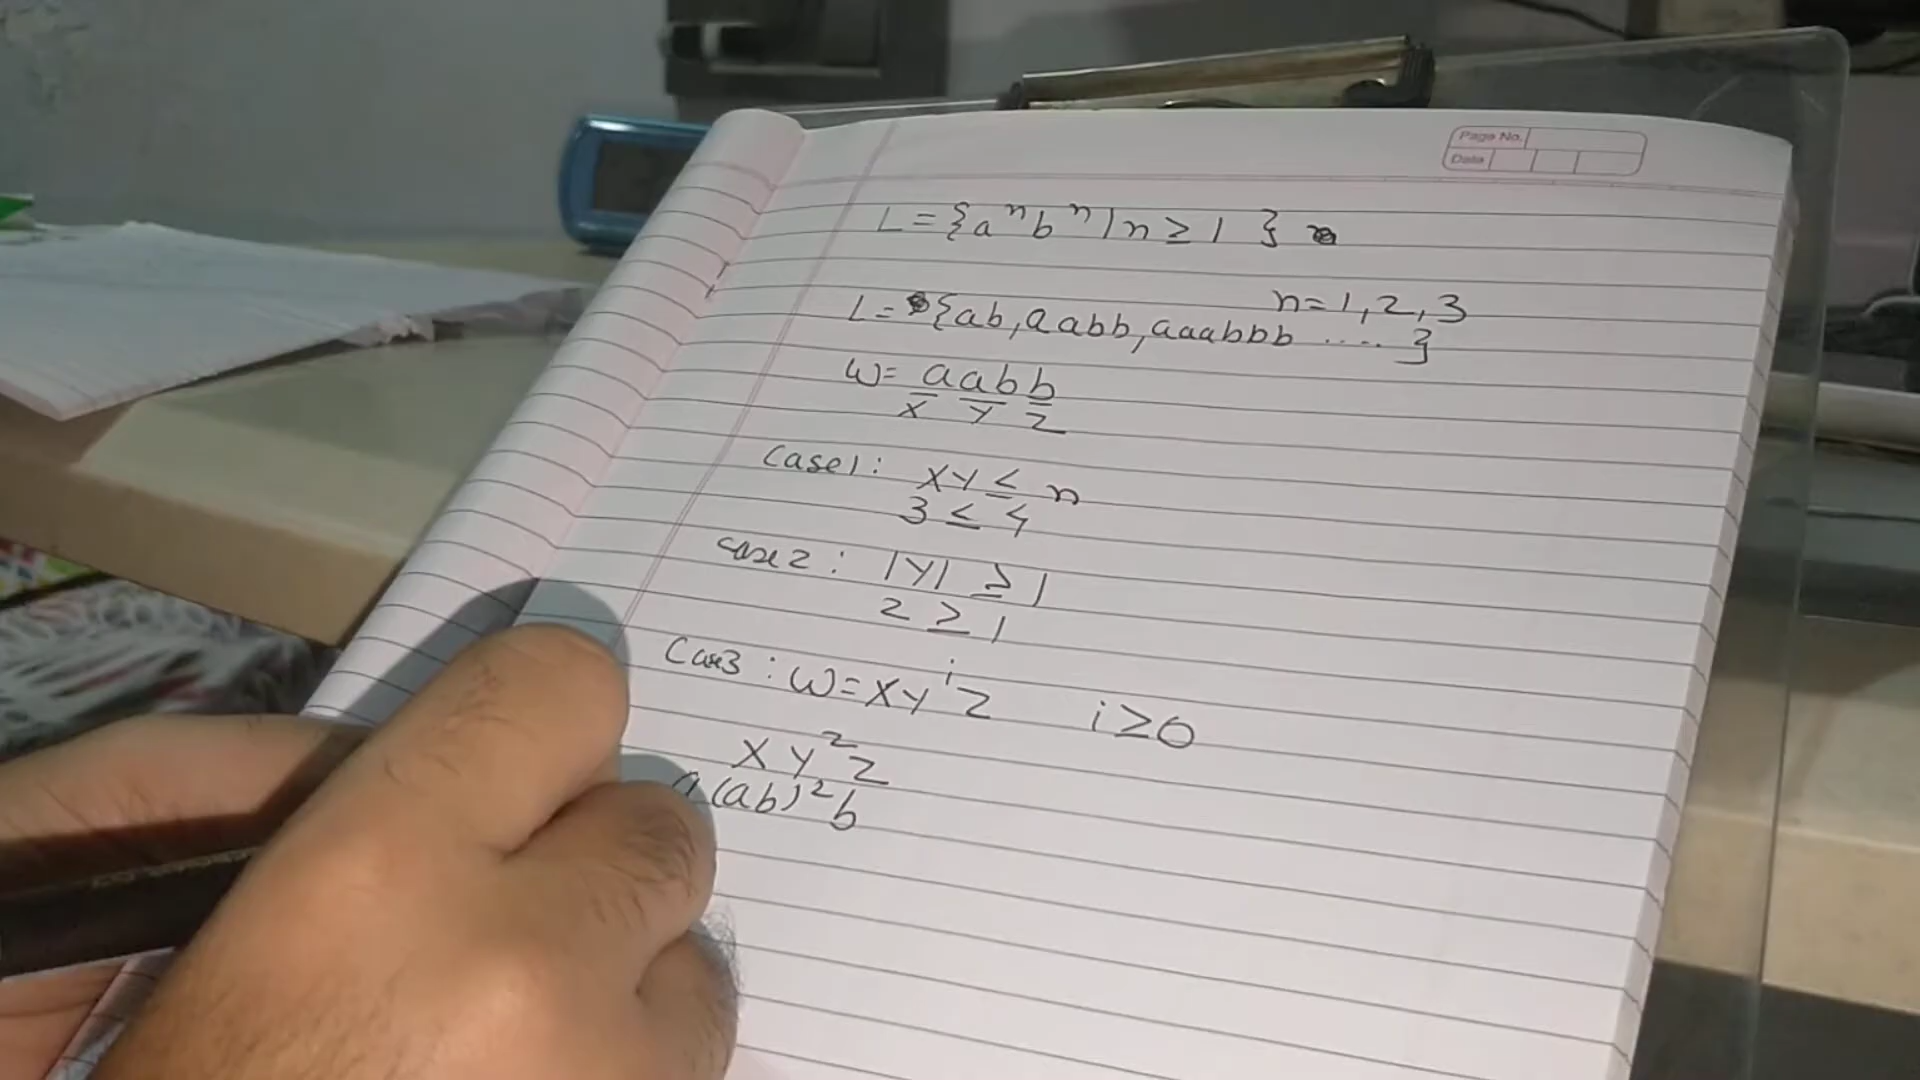 Page No.
Date
L = {aⁿbⁿ | n ≥ 1}
n = 1, 2, 3
L = {ab, aabb, aaabbb ....}
W = aabb
x y z
Case1: XY ≤ n
3 ≤ 4
Case2: |Y| ≥ 1
2 ≥ 1
Case3: W = XYⁱZ i ≥ 0
XY²Z
a(ab)²b